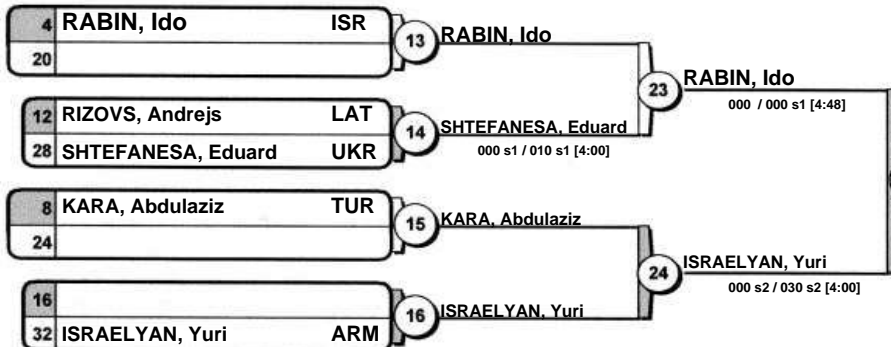 4 RABIN, Ido ISR
20
13 RABIN, Ido
12 RIZOVS, Andrejs LAT
28 SHTEFANESA, Eduard UKR
14 SHTEFANESA, Eduard
000 s1 / 010 s1 [4:00]
23 RABIN, Ido
000 / 000 s1 [4:48]
8 KARA, Abdulaziz TUR
24
15 KARA, Abdulaziz
16
32 ISRAELYAN, Yuri ARM
16 ISRAELYAN, Yuri
24 ISRAELYAN, Yuri
000 s2 / 030 s2 [4:00]